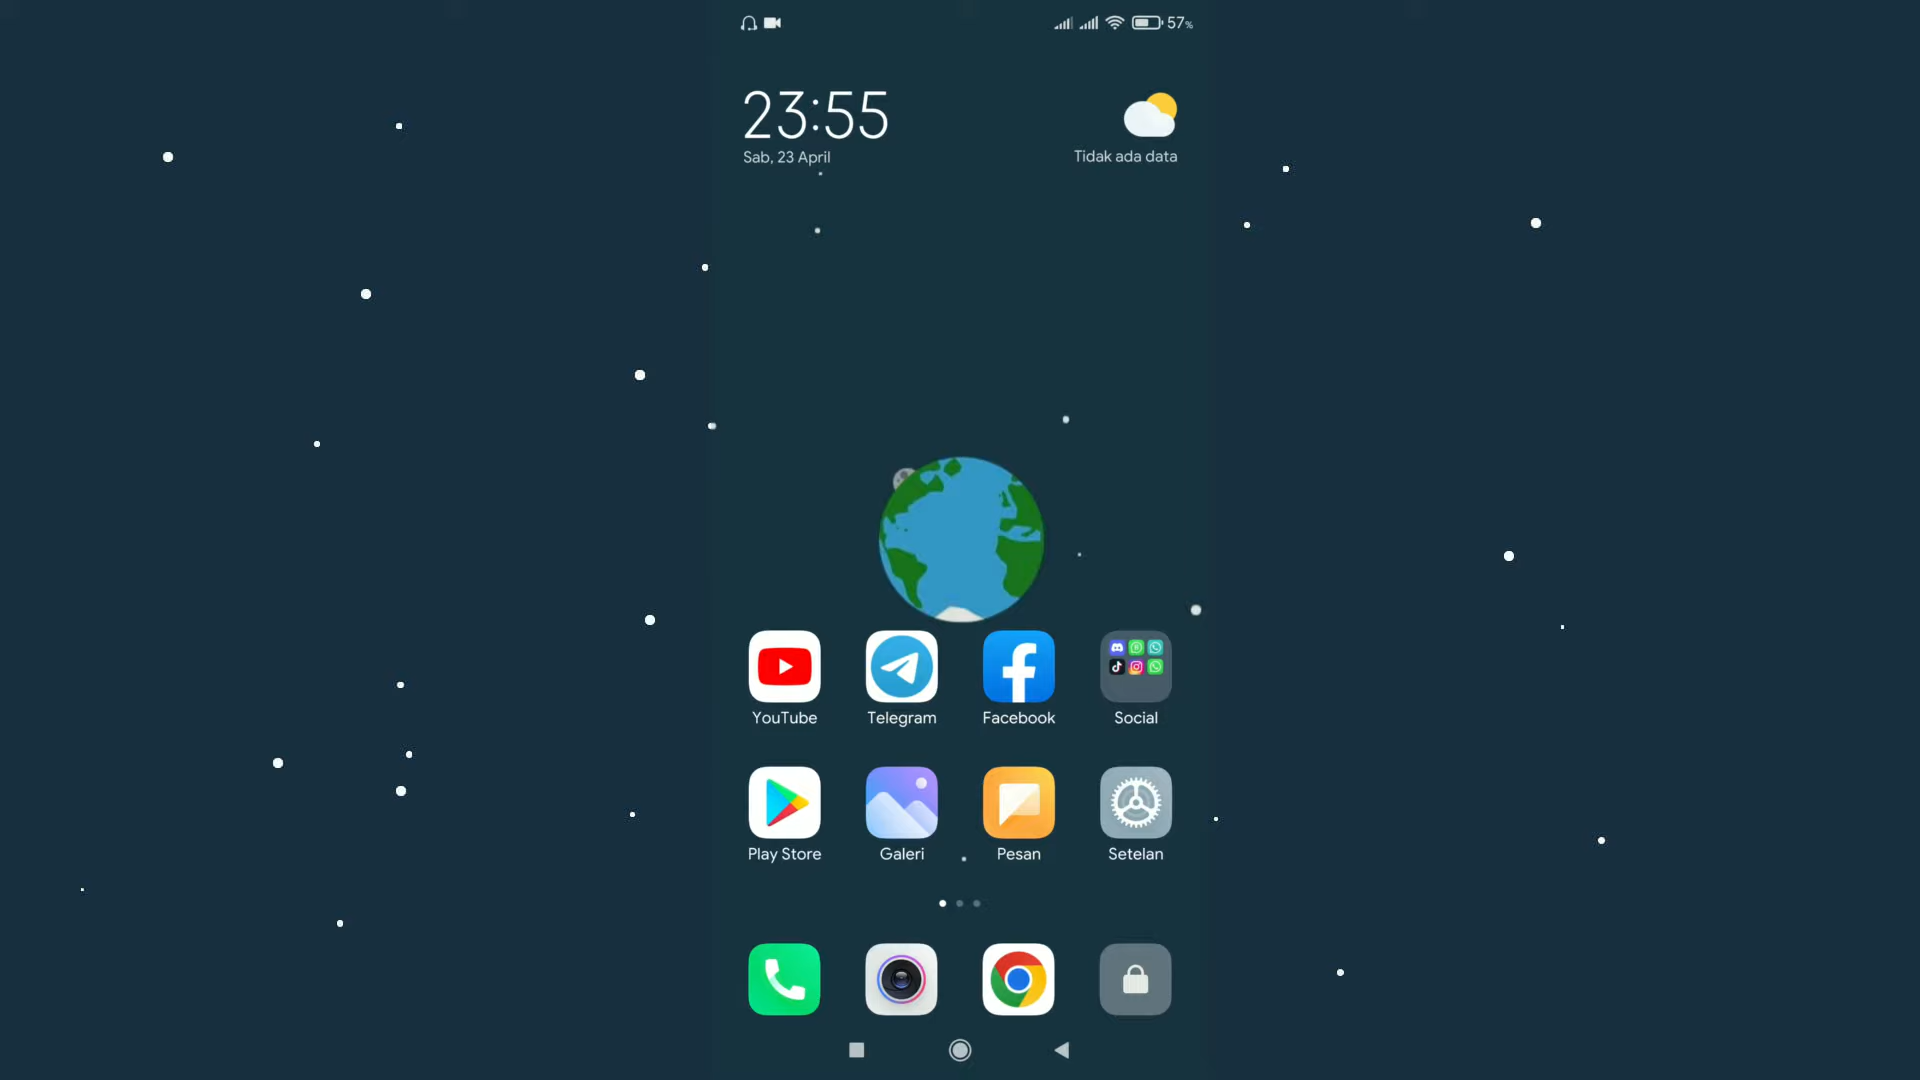 57%
23:55
Sab, 23 April
Tidak ada data
YouTube
Telegram
Facebook
Social
Play Store
Galeri
Pesan
Setelan